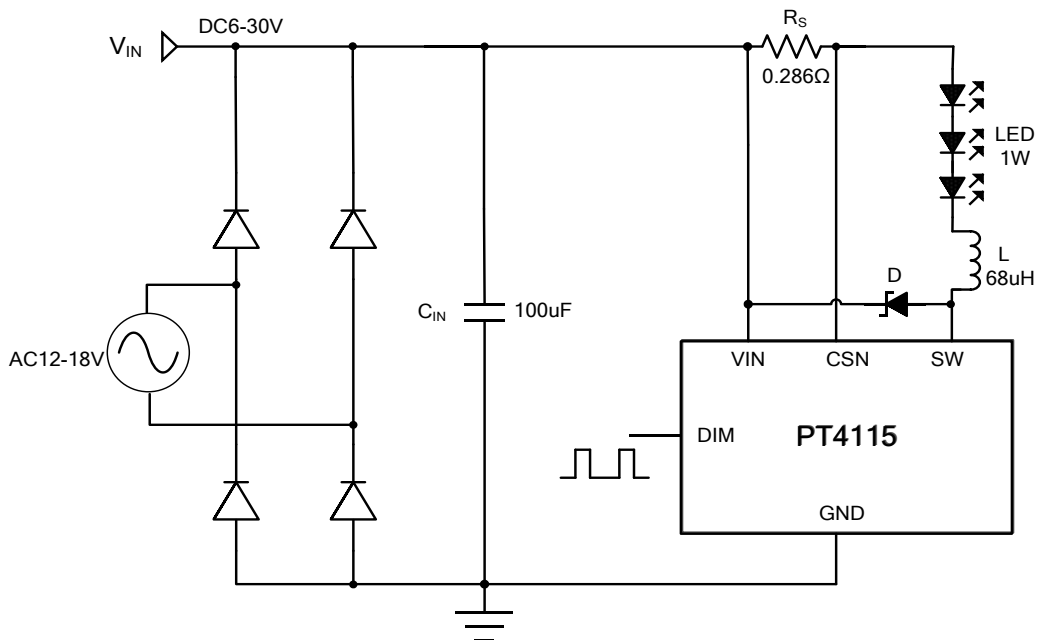 DC6-30V
VIN
RS
0.286Ω
LED
1W
L
68uH
D
CIN
100uF
AC12-18V
VIN
CSN
SW
DIM
PT4115
GND